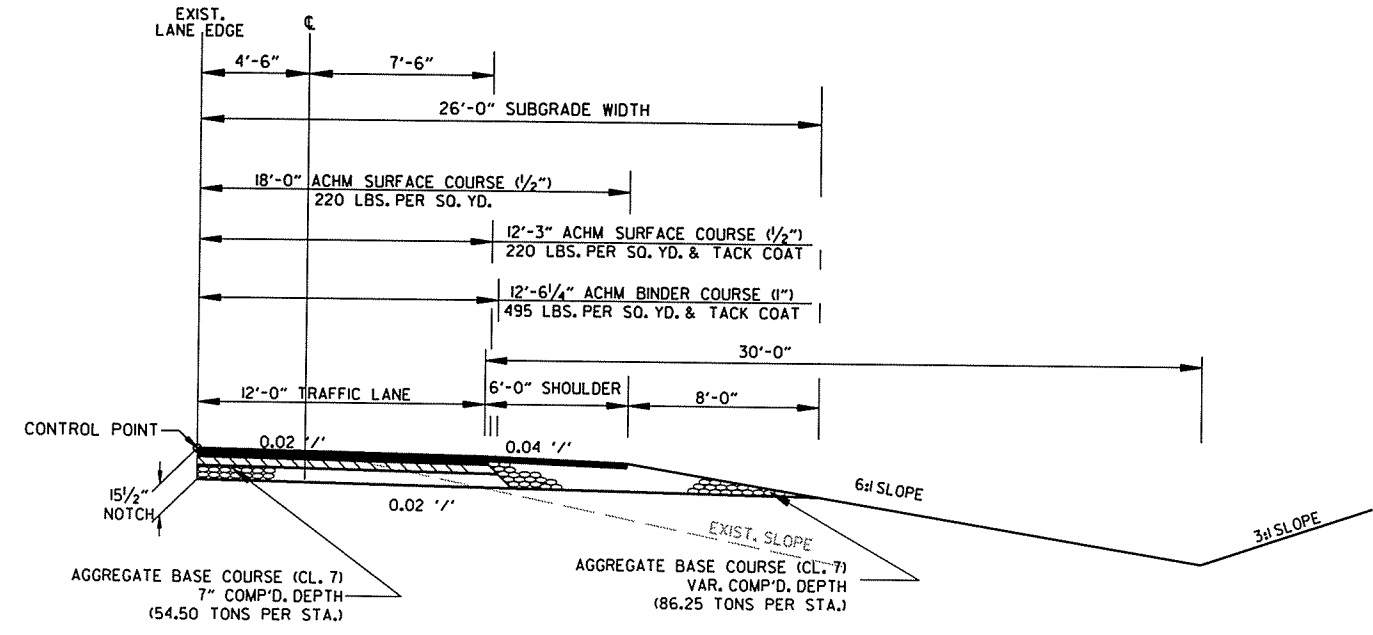 EXIST.
LANE EDGE
℄
4'-6"
7'-6"
26'-0" SUBGRADE WIDTH
18'-0" ACHM SURFACE COURSE (1/2")
220 LBS. PER SQ. YD.
12'-3" ACHM SURFACE COURSE (1/2")
220 LBS. PER SQ. YD. & TACK COAT
12'-6 1/4" ACHM BINDER COURSE (1")
495 LBS. PER SQ. YD. & TACK COAT
30'-0"
12'-0" TRAFFIC LANE
6'-0" SHOULDER
8'-0"
CONTROL POINT
0.02 '/'
0.04 '/'
15 1/2"
NOTCH
0.02 '/'
6:1 SLOPE
3:1 SLOPE
EXIST. SLOPE
AGGREGATE BASE COURSE (CL. 7)
7" COMP'D. DEPTH
(54.50 TONS PER STA.)
AGGREGATE BASE COURSE (CL. 7)
VAR. COMP'D. DEPTH
(86.25 TONS PER STA.)